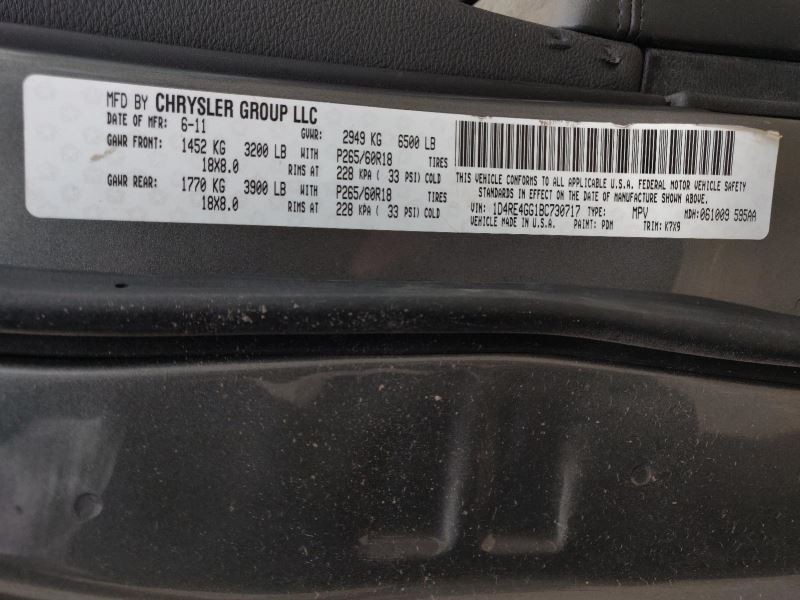 MFD BY CHRYSLER GROUP LLC
DATE OF MFR: 6-11 GVWR: 2949 KG 6500 LB
GAWR FRONT: 1452 KG 3200 LB WITH P265/60R18 TIRES
18X8.0 RIMS AT 228 KPA ( 33 PSI) COLD
GAWR REAR: 1770 KG 3900 LB WITH P265/60R18 TIRES
18X8.0 RIMS AT 228 KPA ( 33 PSI) COLD
THIS VEHICLE CONFORMS TO ALL APPLICABLE U.S.A. FEDERAL MOTOR VEHICLE SAFETY
STANDARDS IN EFFECT ON THE DATE OF MANUFACTURE SHOWN ABOVE.
VIN: 1D4RE4GG1BC730717 TYPE: MPV MDH: 061009 595AA
VEHICLE MADE IN U.S.A. PAINT: PDM TRIM: K7X9